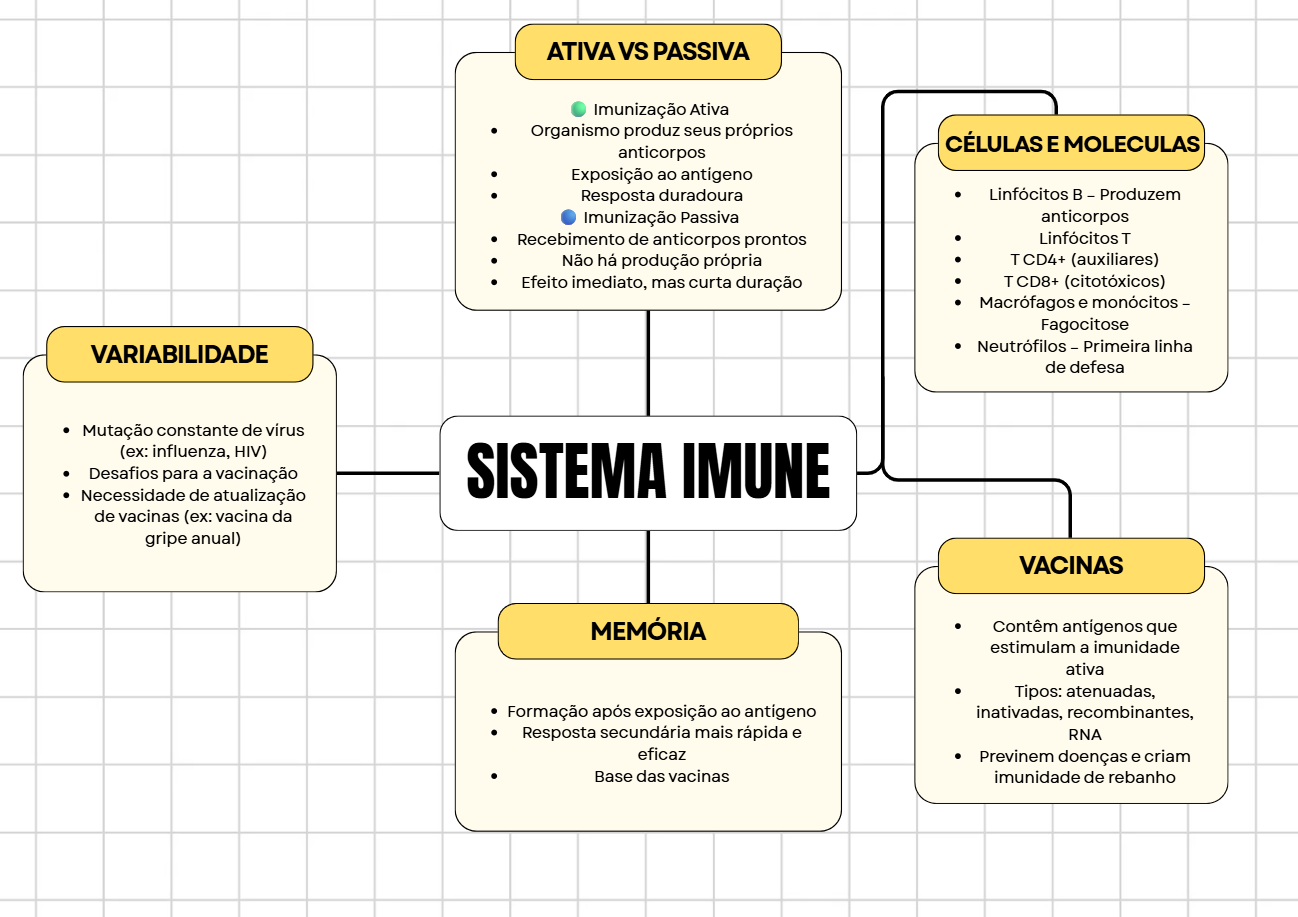 ATIVA VS PASSIVA
🟢 Imunização Ativa
• Organismo produz seus próprios
anticorpos
• Exposição ao antígeno
• Resposta duradoura
🔵 Imunização Passiva
• Recebimento de anticorpos prontos
• Não há produção própria
• Efeito imediato, mas curta duração
CÉLULAS E MOLECULAS
• Linfócitos B – Produzem
anticorpos
• Linfócitos T
• T CD4+ (auxiliares)
• T CD8+ (citotóxicos)
• Macrófagos e monócitos –
Fagocitose
• Neutrófilos – Primeira linha
de defesa
VARIABILIDADE
• Mutação constante de vírus
(ex: influenza, HIV)
• Desafios para a vacinação
• Necessidade de atualização
de vacinas (ex: vacina da
gripe anual)
SISTEMA IMUNE
MEMÓRIA
• Formação após exposição ao antígeno
• Resposta secundária mais rápida e
eficaz
• Base das vacinas
VACINAS
• Contêm antígenos que
estimulam a imunidade
ativa
• Tipos: atenuadas,
inativadas, recombinantes,
RNA
• Previnem doenças e criam
imunidade de rebanho